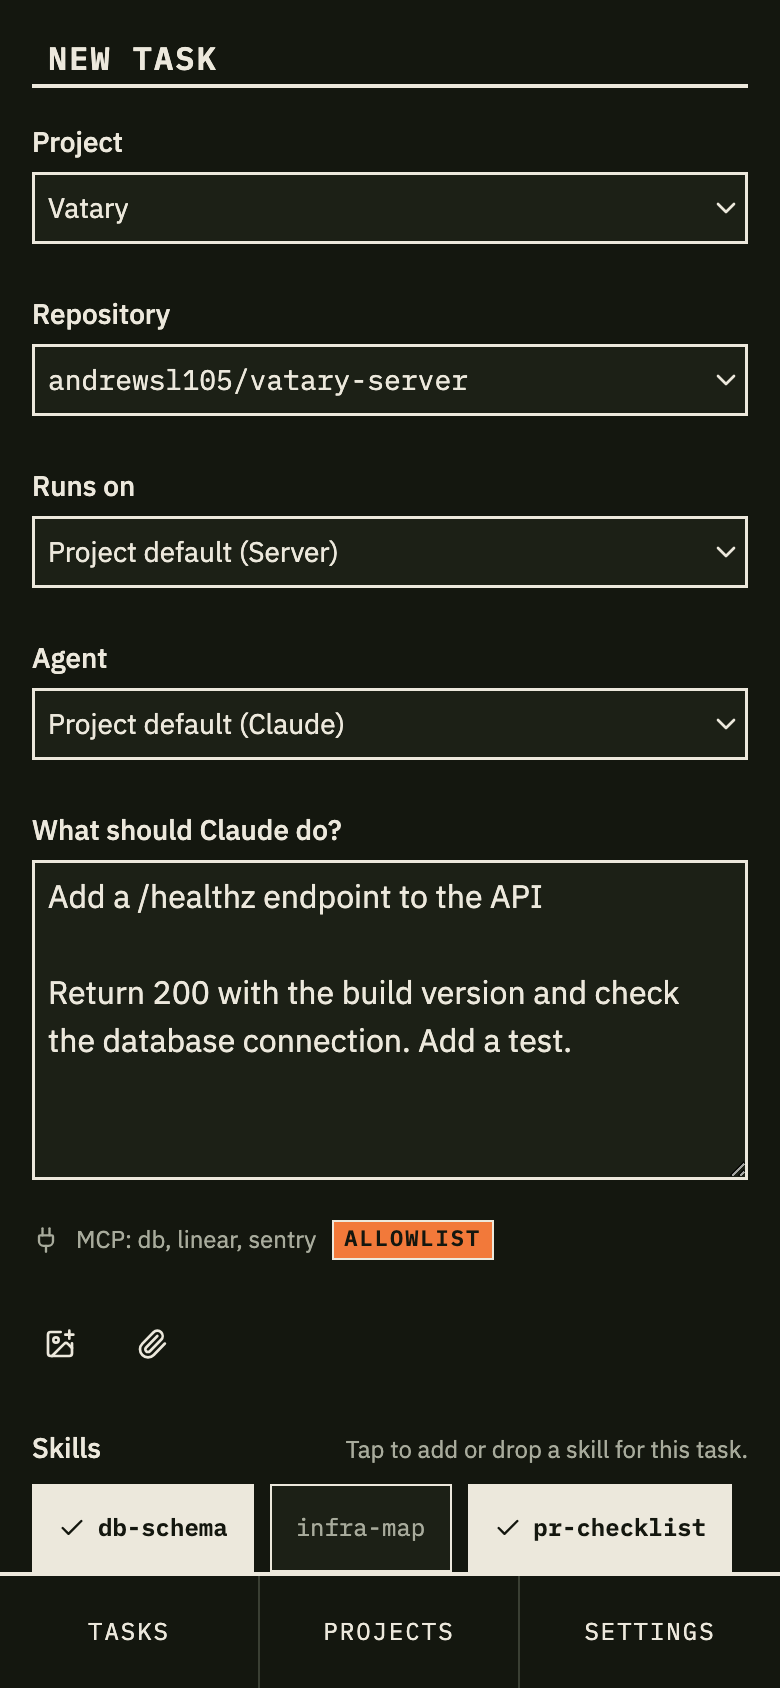 NEW TASK
Project
Vatary
Repository
andrewsl105/vatary-server
Runs on
Project default (Server)
Agent
Project default (Claude)
What should Claude do?
Add a /healthz endpoint to the API
Return 200 with the build version and check
the database connection. Add a test.
MCP: db, linear, sentry ALLOWLIST
Skills Tap to add or drop a skill for this task.
db-schema infra-map pr-checklist
TASKS PROJECTS SETTINGS